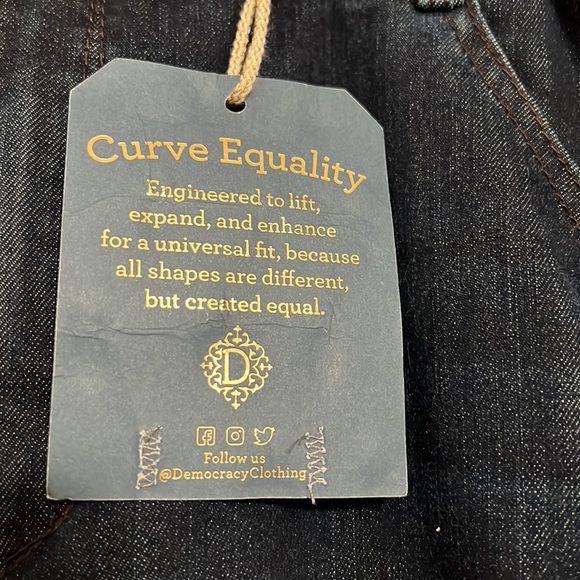 Curve Equality
Engineered to lift,
expand, and enhance
for a universal fit, because
all shapes are different,
but created equal.
D
Follow us
@DemocracyClothing